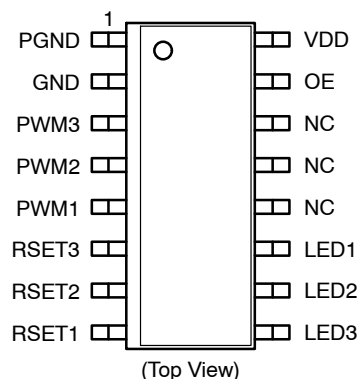 1
PGND VDD
GND OE
PWM3 NC
PWM2 NC
PWM1 NC
RSET3 LED1
RSET2 LED2
RSET1 LED3
(Top View)